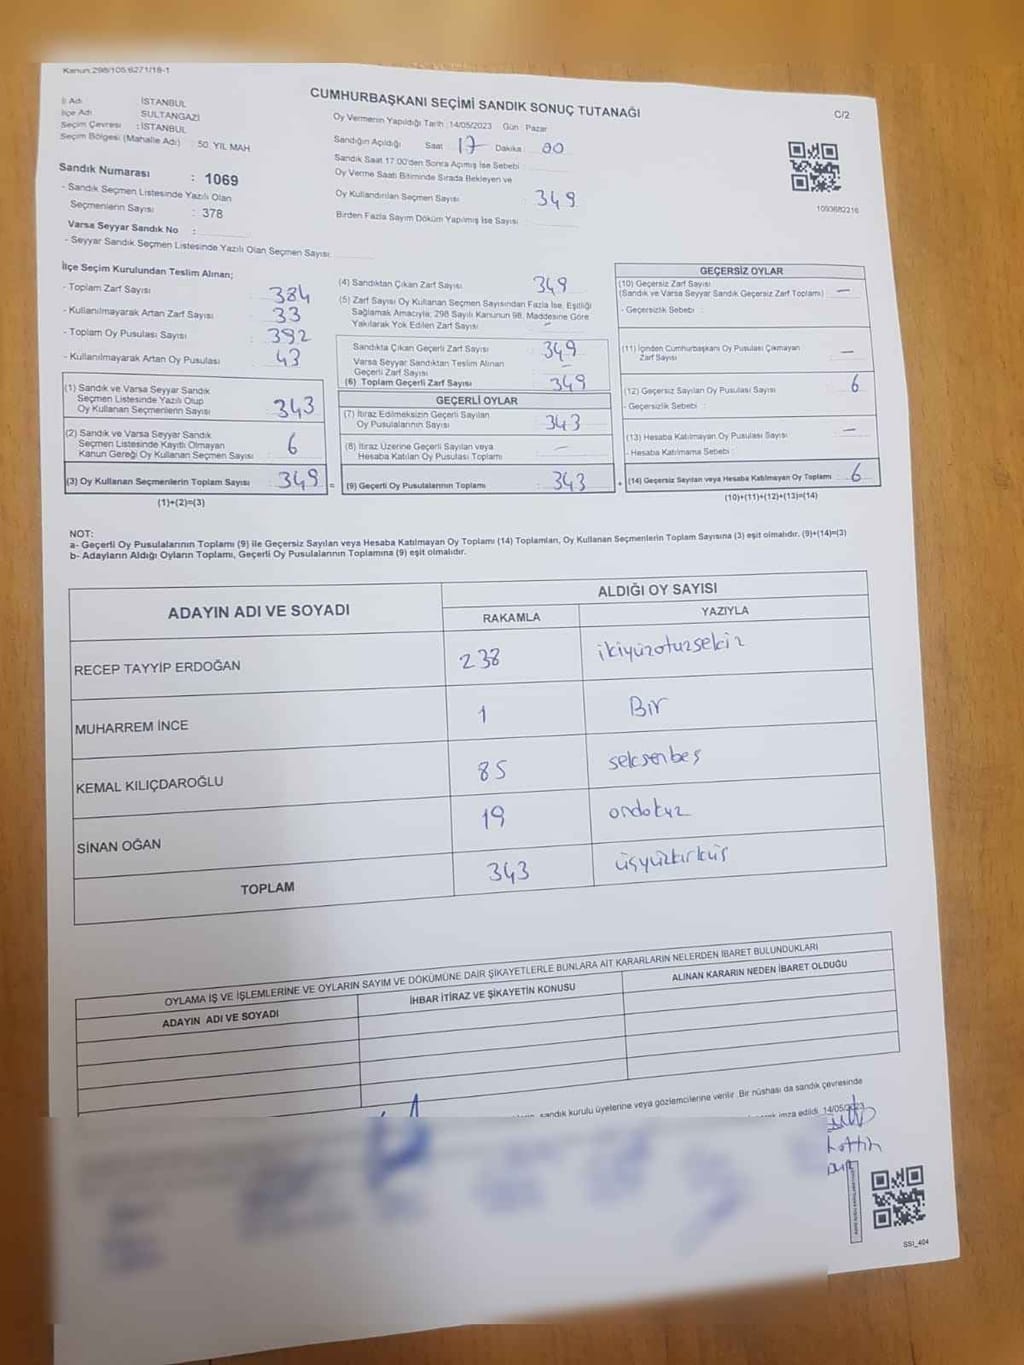 Kanun:298/105:6271/18-1
CUMHURBAŞKANI SEÇİMİ SANDIK SONUÇ TUTANAĞI
C/2
İl Adı : İSTANBUL
İlçe Adı : SULTANGAZİ
Seçim Çevresi : İSTANBUL
Seçim Bölgesi (Mahalle Adı) : 50. YIL MAH
Oy Vermenin Yapıldığı Tarih : 14/05/2023 Gün : Pazar
Sandığın Açıldığı Saat : 17 Dakika : 00
Sandık Saat 17:00'den Sonra Açılmış İse Sebebi :
Oy Verme Saati Bitiminde Sırada Bekleyen ve
Oy Kullandırılan Seçmen Sayısı : 349
Birden Fazla Sayım Döküm Yapılmış İse Sayısı :
1093682216
Sandık Numarası : 1069
- Sandık Seçmen Listesinde Yazılı Olan
Seçmenlerin Sayısı : 378
Varsa Seyyar Sandık No :
- Seyyar Sandık Seçmen Listesinde Yazılı Olan Seçmen Sayısı:
İlçe Seçim Kurulundan Teslim Alınan;
- Toplam Zarf Sayısı : 384
- Kullanılmayarak Artan Zarf Sayısı : 33
- Toplam Oy Pusulası Sayısı : 392
- Kullanılmayarak Artan Oy Pusulası : 43
(1) Sandık ve Varsa Seyyar Sandık
Seçmen Listesinde Yazılı Olup
Oy Kullanan Seçmenlerin Sayısı : 343
(2) Sandık ve Varsa Seyyar Sandık
Seçmen Listesinde Kayıtlı Olmayan
Kanun Gereği Oy Kullanan Seçmen Sayısı : 6
(3) Oy Kullanan Seçmenlerin Toplam Sayısı : 349 =
(1)+(2)=(3)
(4) Sandıktan Çıkan Zarf Sayısı : 349
(5) Zarf Sayısı Oy Kullanan Seçmen Sayısından Fazla İse, Eşitliği
Sağlamak Amacıyla; 298 Sayılı Kanunun 98. Maddesine Göre
Yakılarak Yok Edilen Zarf Sayısı : –
Sandıkta Çıkan Geçerli Zarf Sayısı : 349
Varsa Seyyar Sandıktan Teslim Alınan
Geçerli Zarf Sayısı : –
(6) Toplam Geçerli Zarf Sayısı : 349
GEÇERLİ OYLAR
(7) İtiraz Edilmeksizin Geçerli Sayılan
Oy Pusulalarının Sayısı : 343
(8) İtiraz Üzerine Geçerli Sayılan veya
Hesaba Katılan Oy Pusulası Toplamı : –
(9) Geçerli Oy Pusulalarının Toplamı : 343 +
GEÇERSİZ OYLAR
(10) Geçersiz Zarf Sayısı
(Sandık ve Varsa Seyyar Sandık Geçersiz Zarf Toplamı) : –
- Geçersizlik Sebebi :
(11) İçinden Cumhurbaşkanı Oy Pusulası Çıkmayan
Zarf Sayısı : –
(12) Geçersiz Sayılan Oy Pusulası Sayısı : 6
- Geçersizlik Sebebi :
(13) Hesaba Katılmayan Oy Pusulası Sayısı : –
- Hesaba Katılmama Sebebi :
(14) Geçersiz Sayılan veya Hesaba Katılmayan Oy Toplamı : 6
(10)+(11)+(12)+(13)=(14)
NOT:
a- Geçerli Oy Pusulalarının Toplamı (9) ile Geçersiz Sayılan veya Hesaba Katılmayan Oy Toplamı (14) Toplamları, Oy Kullanan Seçmenlerin Toplam Sayısına (3) eşit olmalıdır. (9)+(14)=(3)
b- Adayların Aldığı Oyların Toplamı, Geçerli Oy Pusulalarının Toplamına (9) eşit olmalıdır.
ADAYIN ADI VE SOYADI
ALDIĞI OY SAYISI
RAKAMLA YAZIYLA
RECEP TAYYİP ERDOĞAN 238 ikiyüzotuzsekiz
MUHARREM İNCE 1 Bir
KEMAL KILIÇDAROĞLU 85 seksenbeş
SİNAN OĞAN 19 ondokuz
TOPLAM 343 üçyüzkırküç
OYLAMA İŞ VE İŞLEMLERİNE VE OYLARIN SAYIM VE DÖKÜMÜNE DAİR ŞİKAYETLERLE BUNLARA AİT KARARLARIN NELERDEN İBARET BULUNDUKLARI
ADAYIN ADI VE SOYADI İHBAR İTİRAZ VE ŞİKAYETİN KONUSU ALINAN KARARIN NEDEN İBARET OLDUĞU
sandık kurulu üyelerine veya gözlemcilerine verilir. Bir nüshası da sandık çevresinde
imza edildi. 14/05/2023
SSI_404